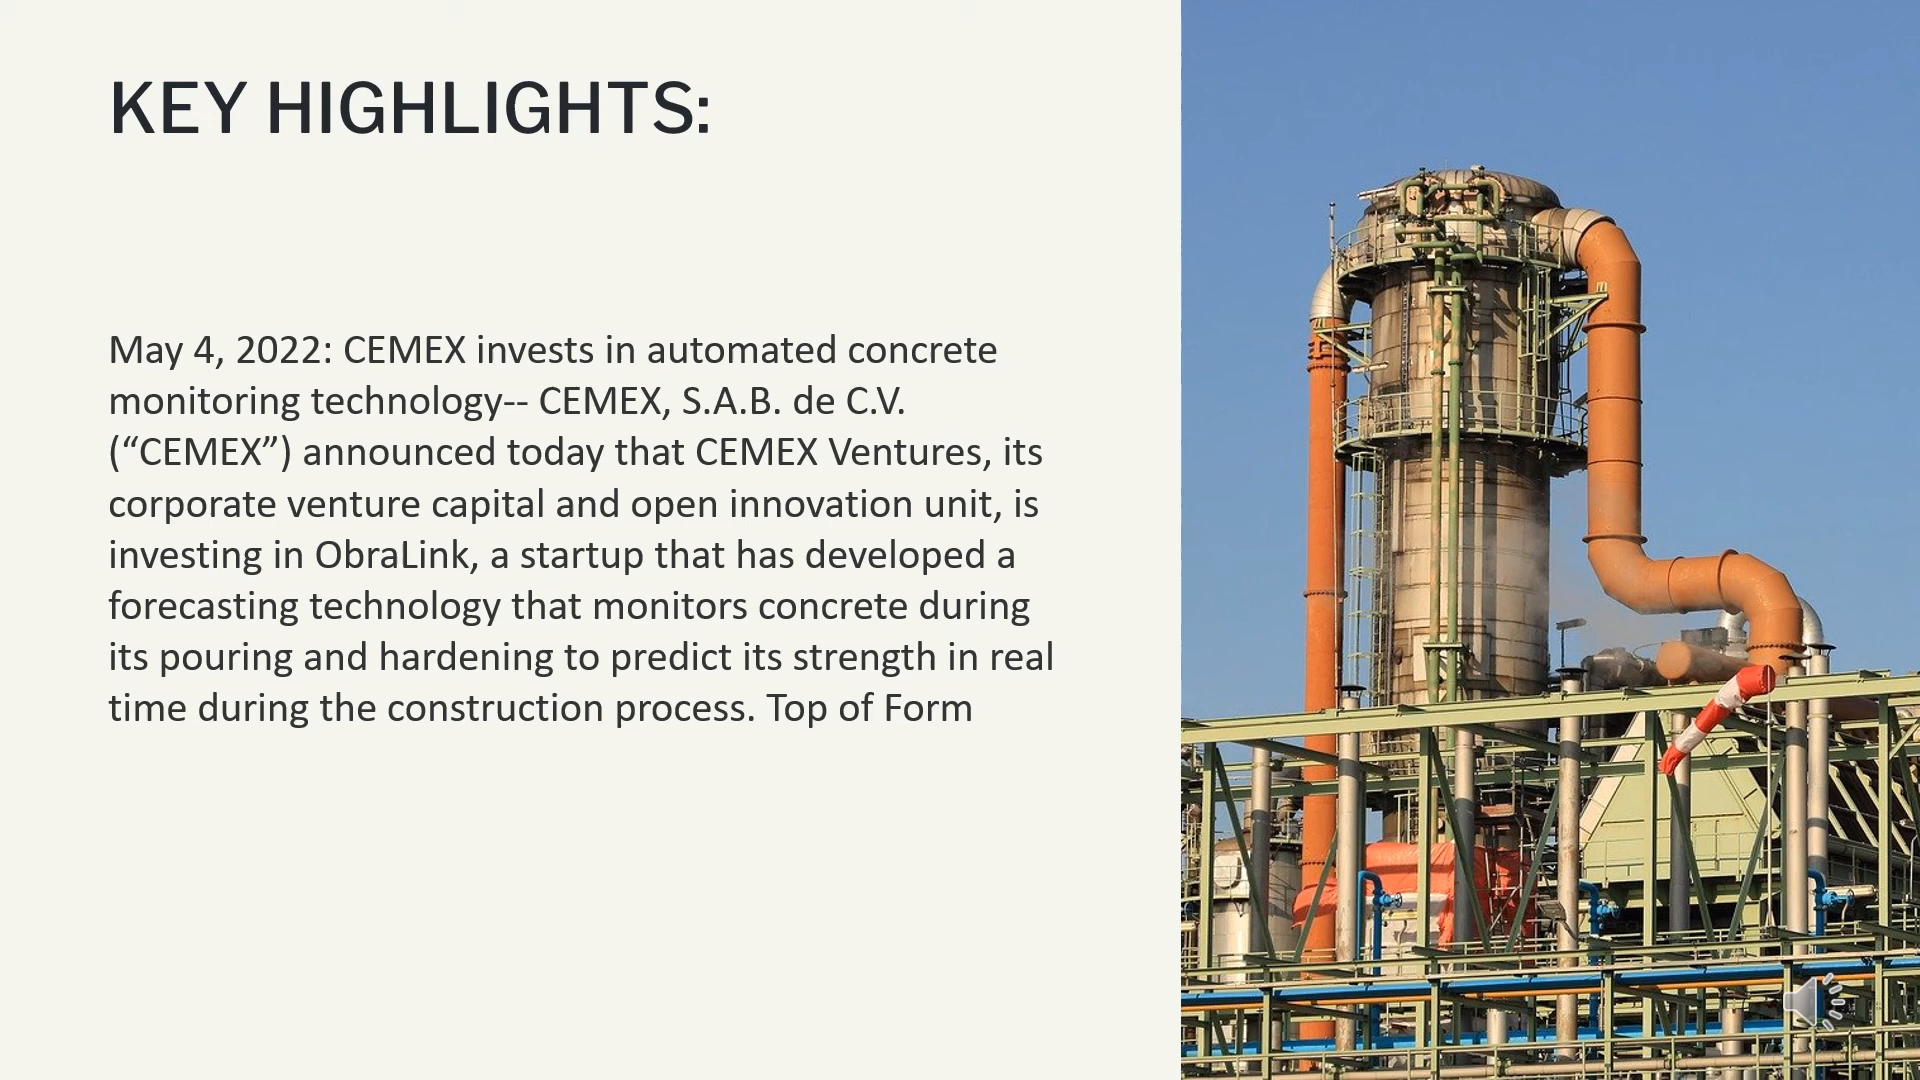 KEY HIGHLIGHTS:
May 4, 2022: CEMEX invests in automated concrete
monitoring technology-- CEMEX, S.A.B. de C.V.
(“CEMEX”) announced today that CEMEX Ventures, its
corporate venture capital and open innovation unit, is
investing in ObraLink, a startup that has developed a
forecasting technology that monitors concrete during
its pouring and hardening to predict its strength in real
time during the construction process. Top of Form